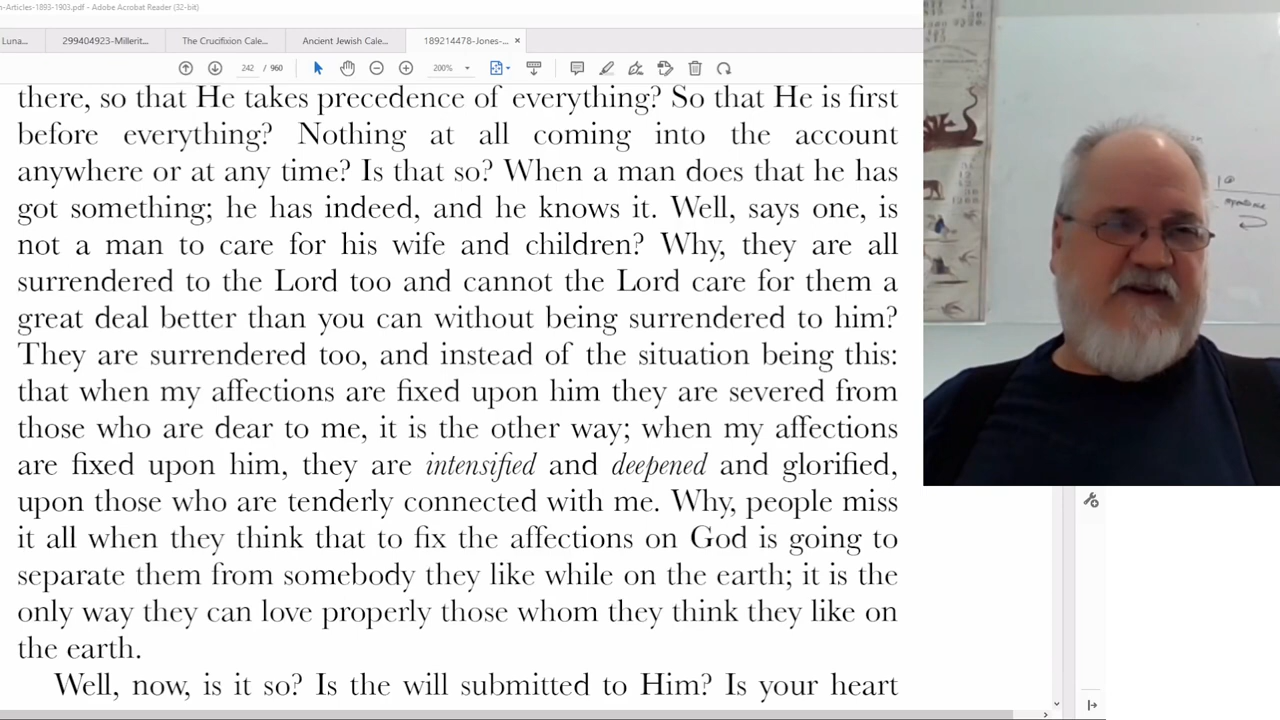 n-Articles-1893-1903.pdf - Adobe Acrobat Reader (32-bit)
Luna...
299404923-Millerit...
The Crucifixion Cale...
Ancient Jewish Cale...
189214478-Jones-... ×
242 / 960
200%
there, so that He takes precedence of everything? So that He is first
before everything? Nothing at all coming into the account
anywhere or at any time? Is that so? When a man does that he has
got something; he has indeed, and he knows it. Well, says one, is
not a man to care for his wife and children? Why, they are all
surrendered to the Lord too and cannot the Lord care for them a
great deal better than you can without being surrendered to him?
They are surrendered too, and instead of the situation being this:
that when my affections are fixed upon him they are severed from
those who are dear to me, it is the other way; when my affections
are fixed upon him, they are intensified and deepened and glorified,
upon those who are tenderly connected with me. Why, people miss
it all when they think that to fix the affections on God is going to
separate them from somebody they like while on the earth; it is the
only way they can love properly those whom they think they like on
the earth.
Well, now, is it so? Is the will submitted to Him? Is your heart